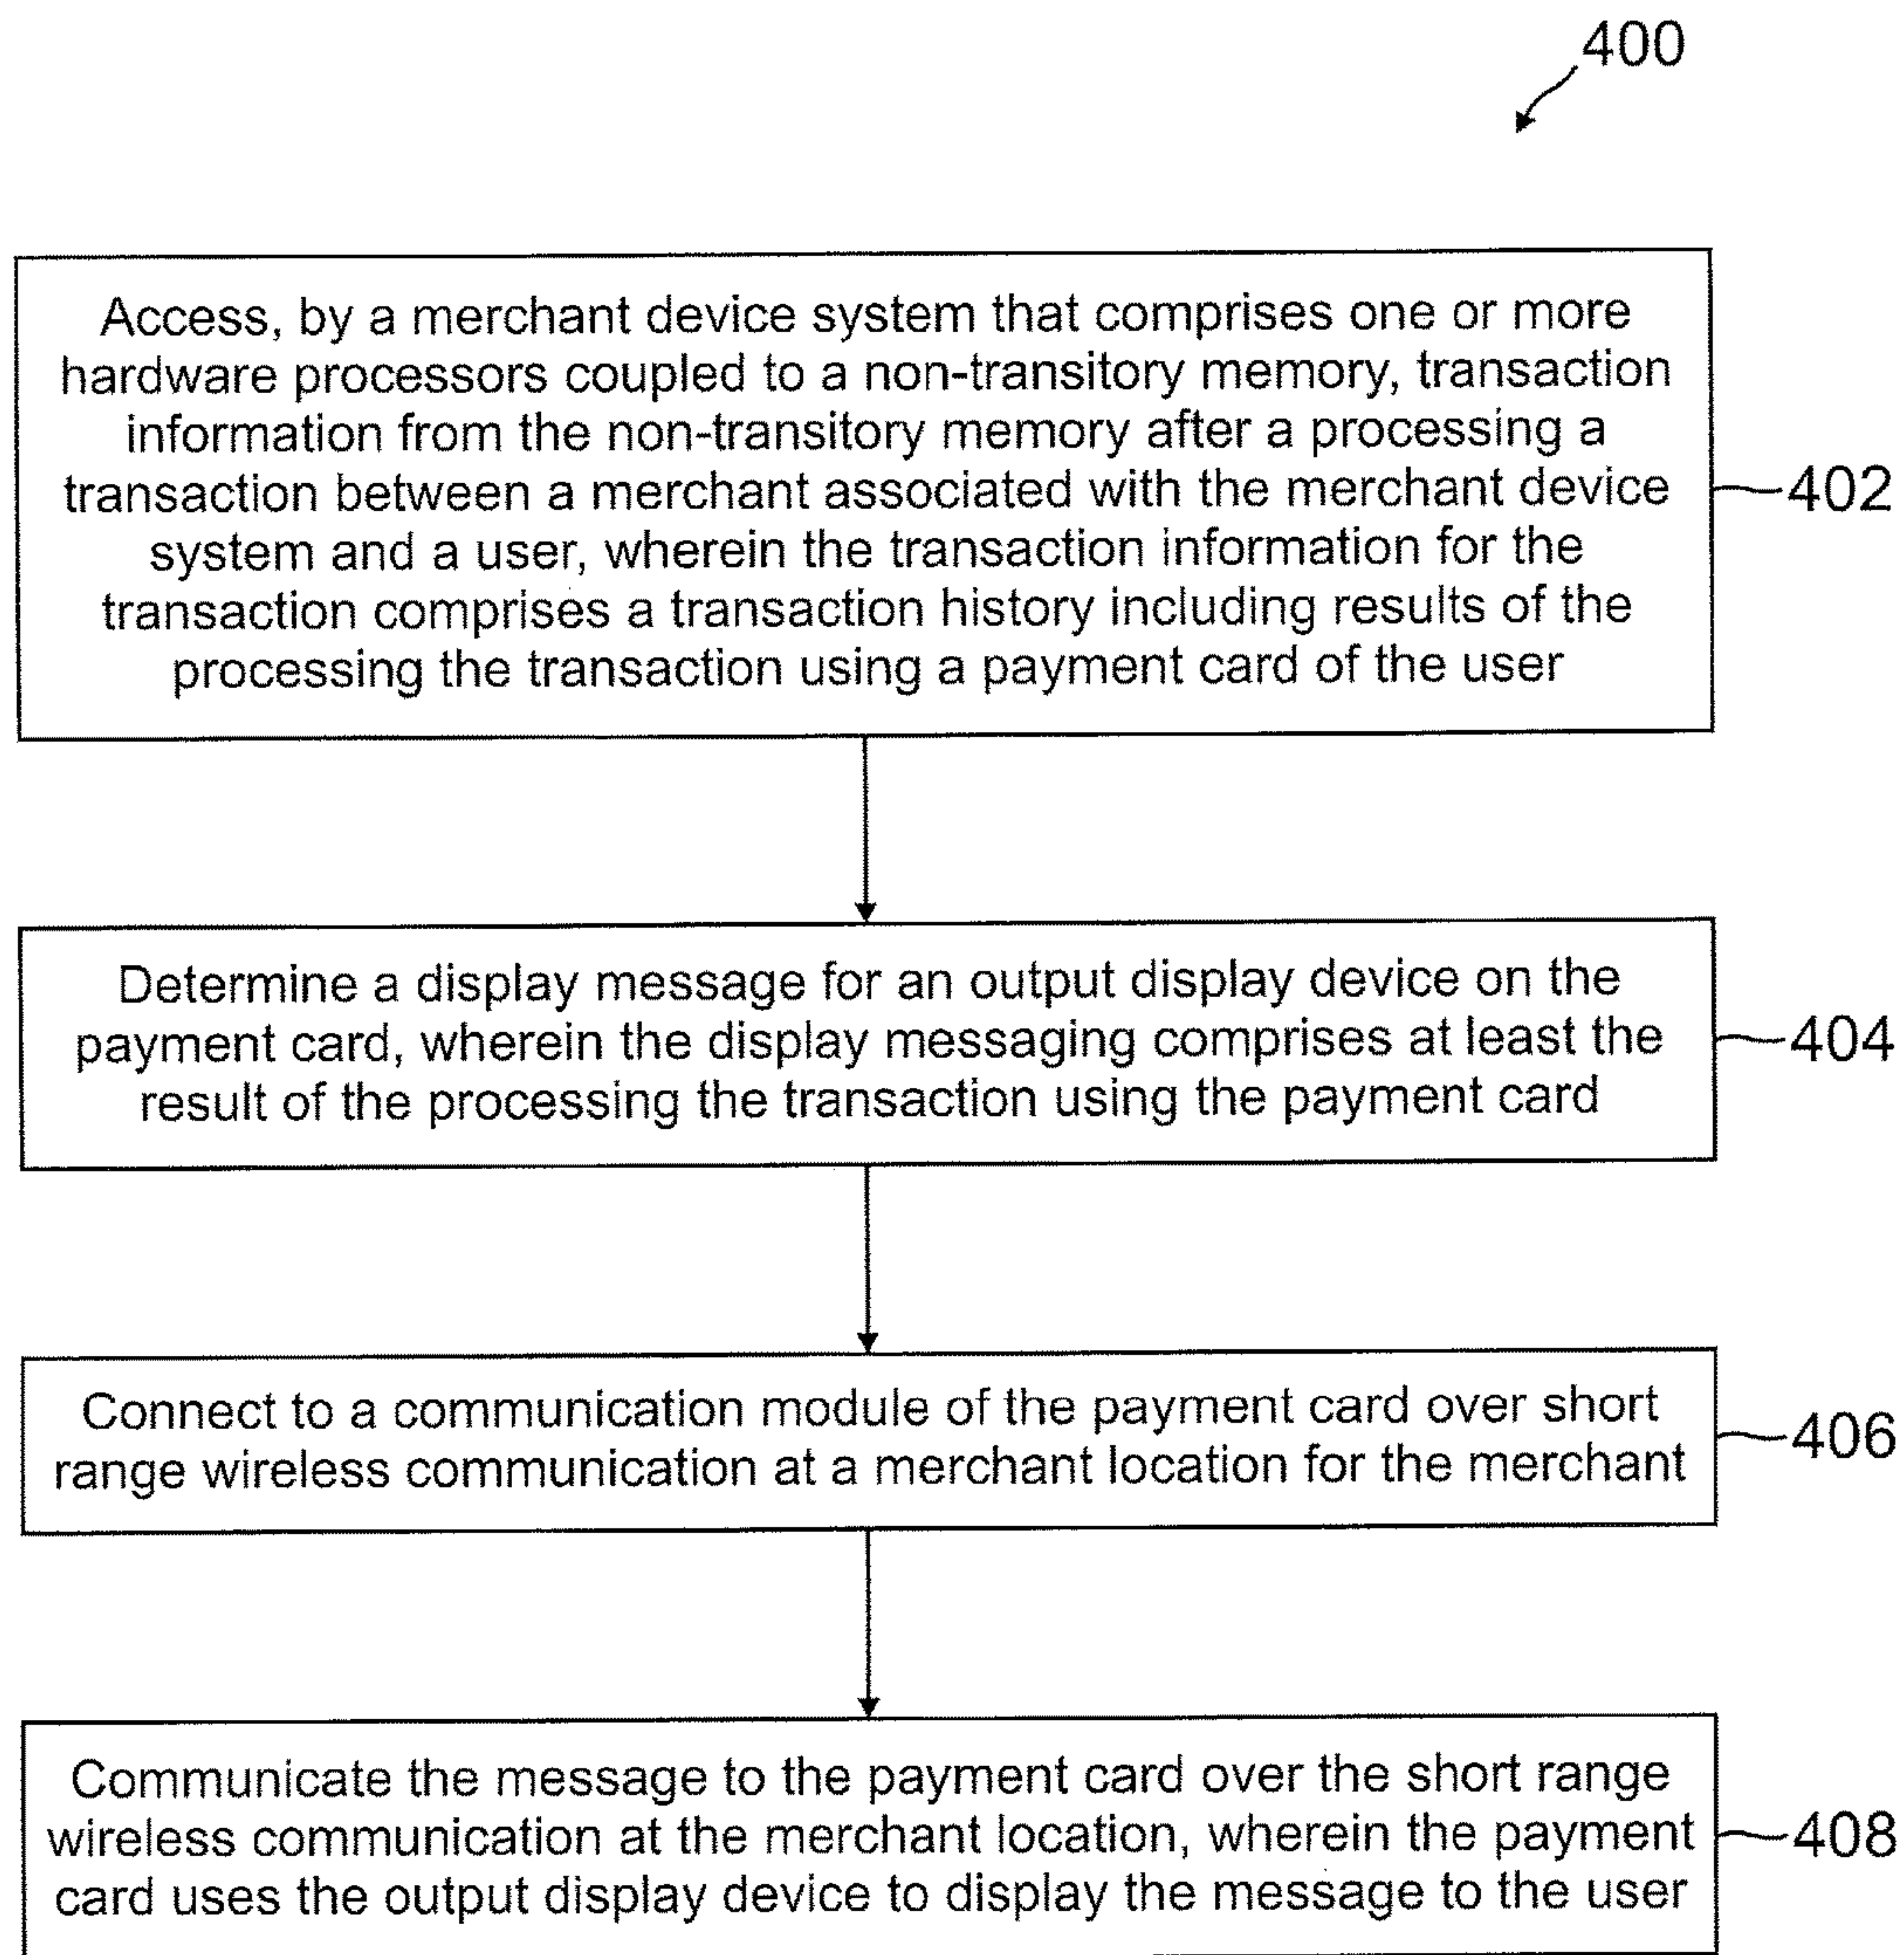 400
Access, by a merchant device system that comprises one or more
hardware processors coupled to a non-transitory memory, transaction
information from the non-transitory memory after a processing a
transaction between a merchant associated with the merchant device
system and a user, wherein the transaction information for the
transaction comprises a transaction history including results of the
processing the transaction using a payment card of the user
402
Determine a display message for an output display device on the
payment card, wherein the display messaging comprises at least the
result of the processing the transaction using the payment card
404
Connect to a communication module of the payment card over short
range wireless communication at a merchant location for the merchant
406
Communicate the message to the payment card over the short range
wireless communication at the merchant location, wherein the payment
card uses the output display device to display the message to the user
408